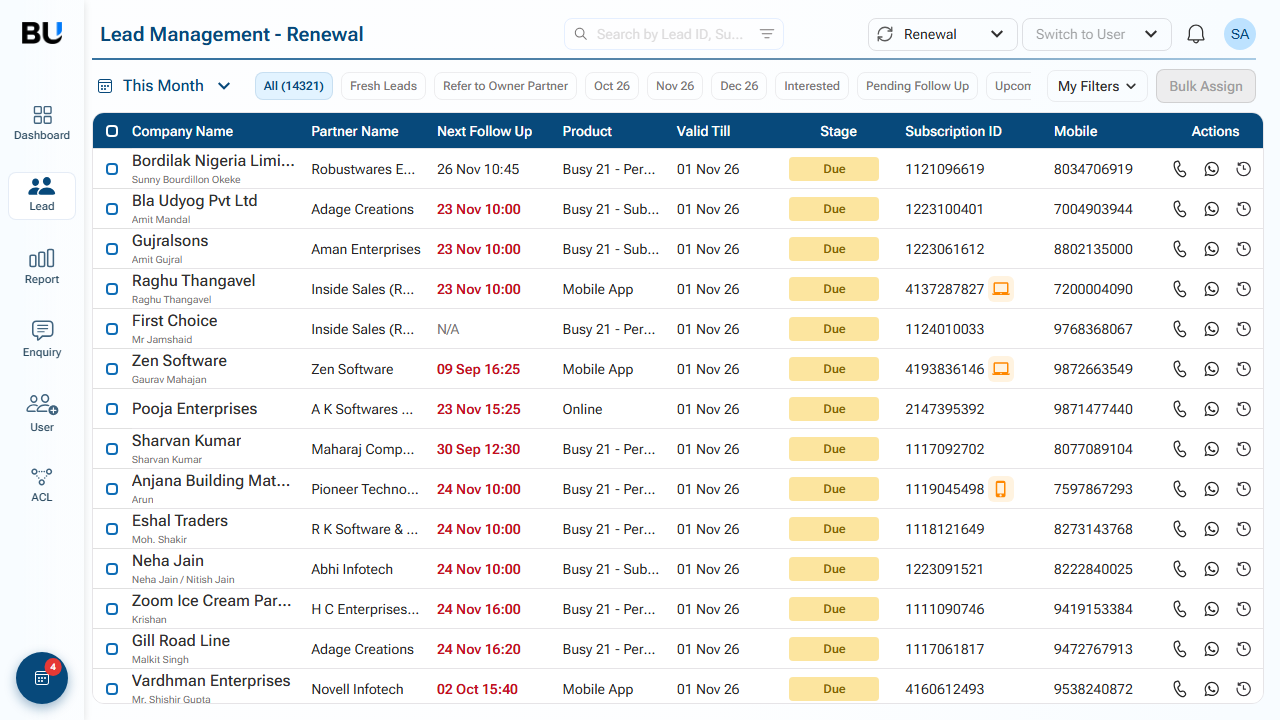 BU
Lead Management - Renewal
Search by Lead ID, Su...
Renewal
Switch to User
SA
This Month
All (14321)
Fresh Leads
Refer to Owner Partner
Oct 26
Nov 26
Dec 26
Interested
Pending Follow Up
Upcom
My Filters
Bulk Assign
Dashboard
Lead
Report
Enquiry
User
ACL
4
Company Name Partner Name Next Follow Up Product Valid Till Stage Subscription ID Mobile Actions
Bordilak Nigeria Limi... Robustwares E... 26 Nov 10:45 Busy 21 - Per... 01 Nov 26 Due 1121096619 8034706919
Sunny Bourdillon Okeke
Bla Udyog Pvt Ltd Adage Creations 23 Nov 10:00 Busy 21 - Sub... 01 Nov 26 Due 1223100401 7004903944
Amit Mandal
Gujralsons Aman Enterprises 23 Nov 10:00 Busy 21 - Sub... 01 Nov 26 Due 1223061612 8802135000
Amit Gujral
Raghu Thangavel Inside Sales (R... 23 Nov 10:00 Mobile App 01 Nov 26 Due 4137287827 7200004090
Raghu Thangavel
First Choice Inside Sales (R... N/A Busy 21 - Per... 01 Nov 26 Due 1124010033 9768368067
Mr Jamshaid
Zen Software Zen Software 09 Sep 16:25 Mobile App 01 Nov 26 Due 4193836146 9872663549
Gaurav Mahajan
Pooja Enterprises A K Softwares ... 23 Nov 15:25 Online 01 Nov 26 Due 2147395392 9871477440
Sharvan Kumar Maharaj Comp... 30 Sep 12:30 Busy 21 - Per... 01 Nov 26 Due 1117092702 8077089104
Sharvan Kumar
Anjana Building Mat... Pioneer Techno... 24 Nov 10:00 Busy 21 - Per... 01 Nov 26 Due 1119045498 7597867293
Arun
Eshal Traders R K Software & ... 24 Nov 10:00 Busy 21 - Per... 01 Nov 26 Due 1118121649 8273143768
Moh. Shakir
Neha Jain Abhi Infotech 24 Nov 10:00 Busy 21 - Sub... 01 Nov 26 Due 1223091521 8222840025
Neha Jain / Nitish Jain
Zoom Ice Cream Par... H C Enterprises... 24 Nov 16:00 Busy 21 - Per... 01 Nov 26 Due 1111090746 9419153384
Krishan
Gill Road Line Adage Creations 24 Nov 16:20 Busy 21 - Per... 01 Nov 26 Due 1117061817 9472767913
Malkit Singh
Vardhman Enterprises Novell Infotech 02 Oct 15:40 Mobile App 01 Nov 26 Due 4160612493 9538240872
Mr. Shishir Gupta